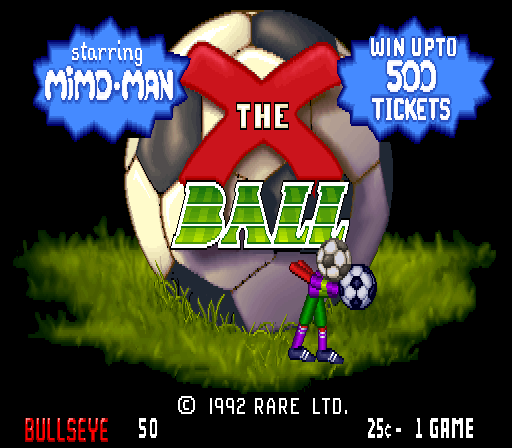 starring
MiMO-MAN
WIN UPTO
500
TICKETS
X
THE
BALL
© 1992 RARE LTD.
BULLSEYE 50
25¢- 1 GAME